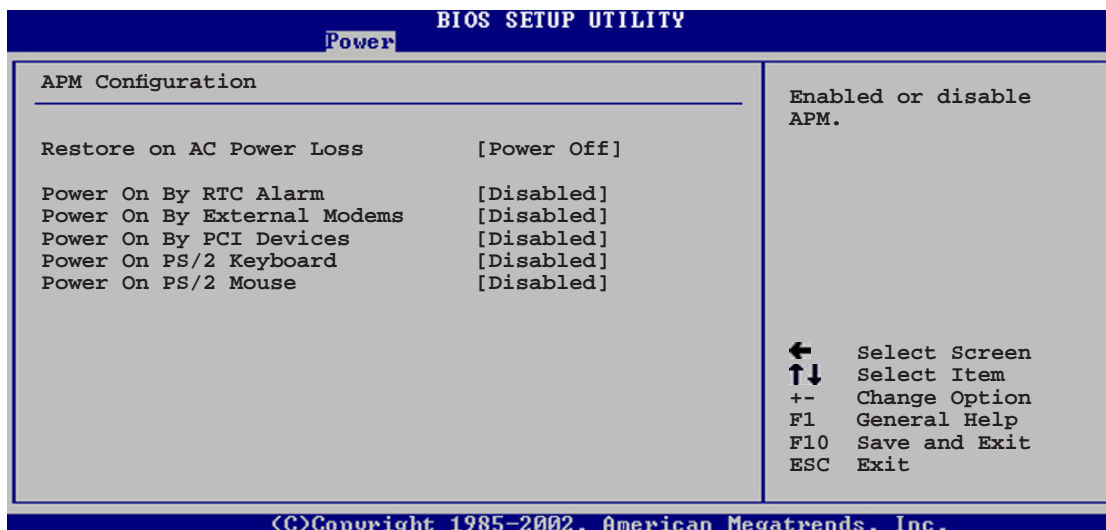 BIOS SETUP UTILITY
Power
APM Configuration
Restore on AC Power Loss [Power Off]
Power On By RTC Alarm [Disabled]
Power On By External Modems [Disabled]
Power On By PCI Devices [Disabled]
Power On PS/2 Keyboard [Disabled]
Power On PS/2 Mouse [Disabled]
Enabled or disable
APM.
← Select Screen
↑↓ Select Item
+- Change Option
F1 General Help
F10 Save and Exit
ESC Exit
(C)Copyright 1985-2002, American Megatrends, Inc.